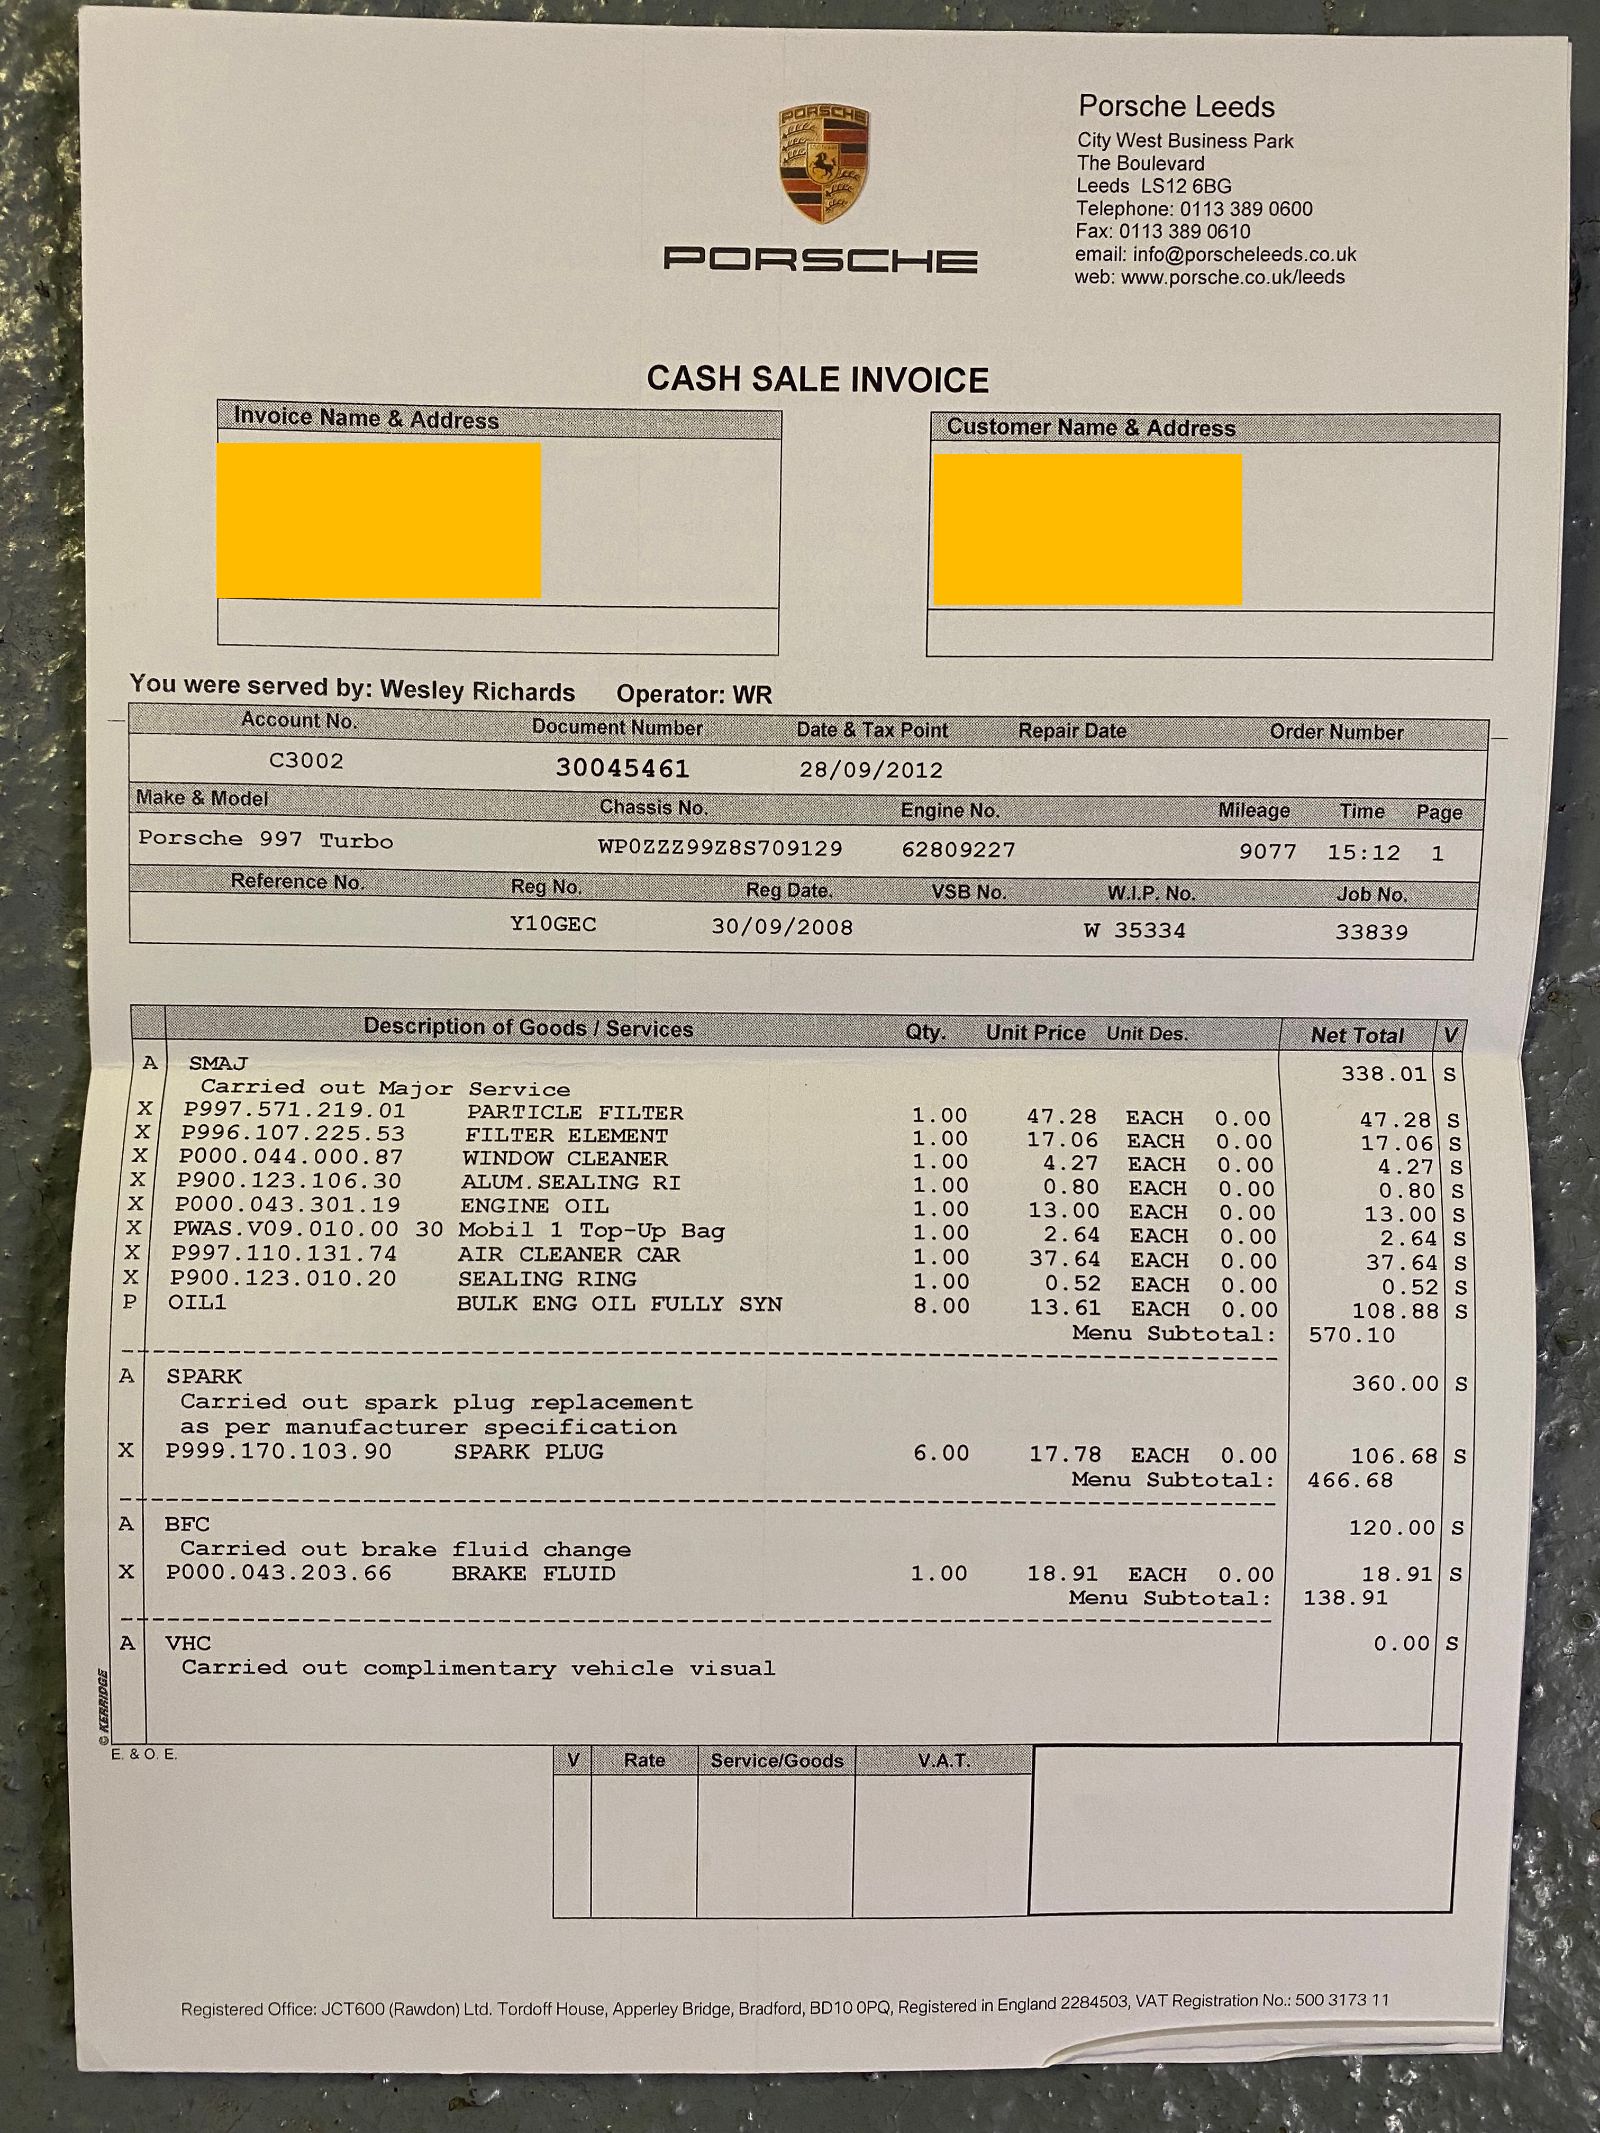 PORSCHE
PORSCHE
Porsche Leeds
City West Business Park
The Boulevard
Leeds LS12 6BG
Telephone: 0113 389 0600
Fax: 0113 389 0610
email: info@porscheleeds.co.uk
web: www.porsche.co.uk/leeds
CASH SALE INVOICE
Invoice Name & Address
Customer Name & Address
You were served by: Wesley Richards Operator: WR
Account No. Document Number Date & Tax Point Repair Date Order Number
C3002 30045461 28/09/2012
Make & Model Chassis No. Engine No. Mileage Time Page
Porsche 997 Turbo WP0ZZZ99Z8S709129 62809227 9077 15:12 1
Reference No. Reg No. Reg Date. VSB No. W.I.P. No. Job No.
Y10GEC 30/09/2008 W 35334 33839
Description of Goods / Services Qty. Unit Price Unit Des. Net Total V
A SMAJ 338.01 S
Carried out Major Service
X P997.571.219.01 PARTICLE FILTER 1.00 47.28 EACH 0.00 47.28 S
X P996.107.225.53 FILTER ELEMENT 1.00 17.06 EACH 0.00 17.06 S
X P000.044.000.87 WINDOW CLEANER 1.00 4.27 EACH 0.00 4.27 S
X P900.123.106.30 ALUM.SEALING RI 1.00 0.80 EACH 0.00 0.80 S
X P000.043.301.19 ENGINE OIL 1.00 13.00 EACH 0.00 13.00 S
X PWAS.V09.010.00 30 Mobil 1 Top-Up Bag 1.00 2.64 EACH 0.00 2.64 S
X P997.110.131.74 AIR CLEANER CAR 1.00 37.64 EACH 0.00 37.64 S
X P900.123.010.20 SEALING RING 1.00 0.52 EACH 0.00 0.52 S
P OIL1 BULK ENG OIL FULLY SYN 8.00 13.61 EACH 0.00 108.88 S
Menu Subtotal: 570.10
A SPARK 360.00 S
Carried out spark plug replacement
as per manufacturer specification
X P999.170.103.90 SPARK PLUG 6.00 17.78 EACH 0.00 106.68 S
Menu Subtotal: 466.68
A BFC 120.00 S
Carried out brake fluid change
X P000.043.203.66 BRAKE FLUID 1.00 18.91 EACH 0.00 18.91 S
Menu Subtotal: 138.91
A VHC 0.00 S
Carried out complimentary vehicle visual
© KERRIDGE
E. & O. E.
V Rate Service/Goods V.A.T.
Registered Office: JCT600 (Rawdon) Ltd. Tordoff House, Apperley Bridge, Bradford, BD10 0PQ, Registered in England 2284503, VAT Registration No.: 500 3173 11